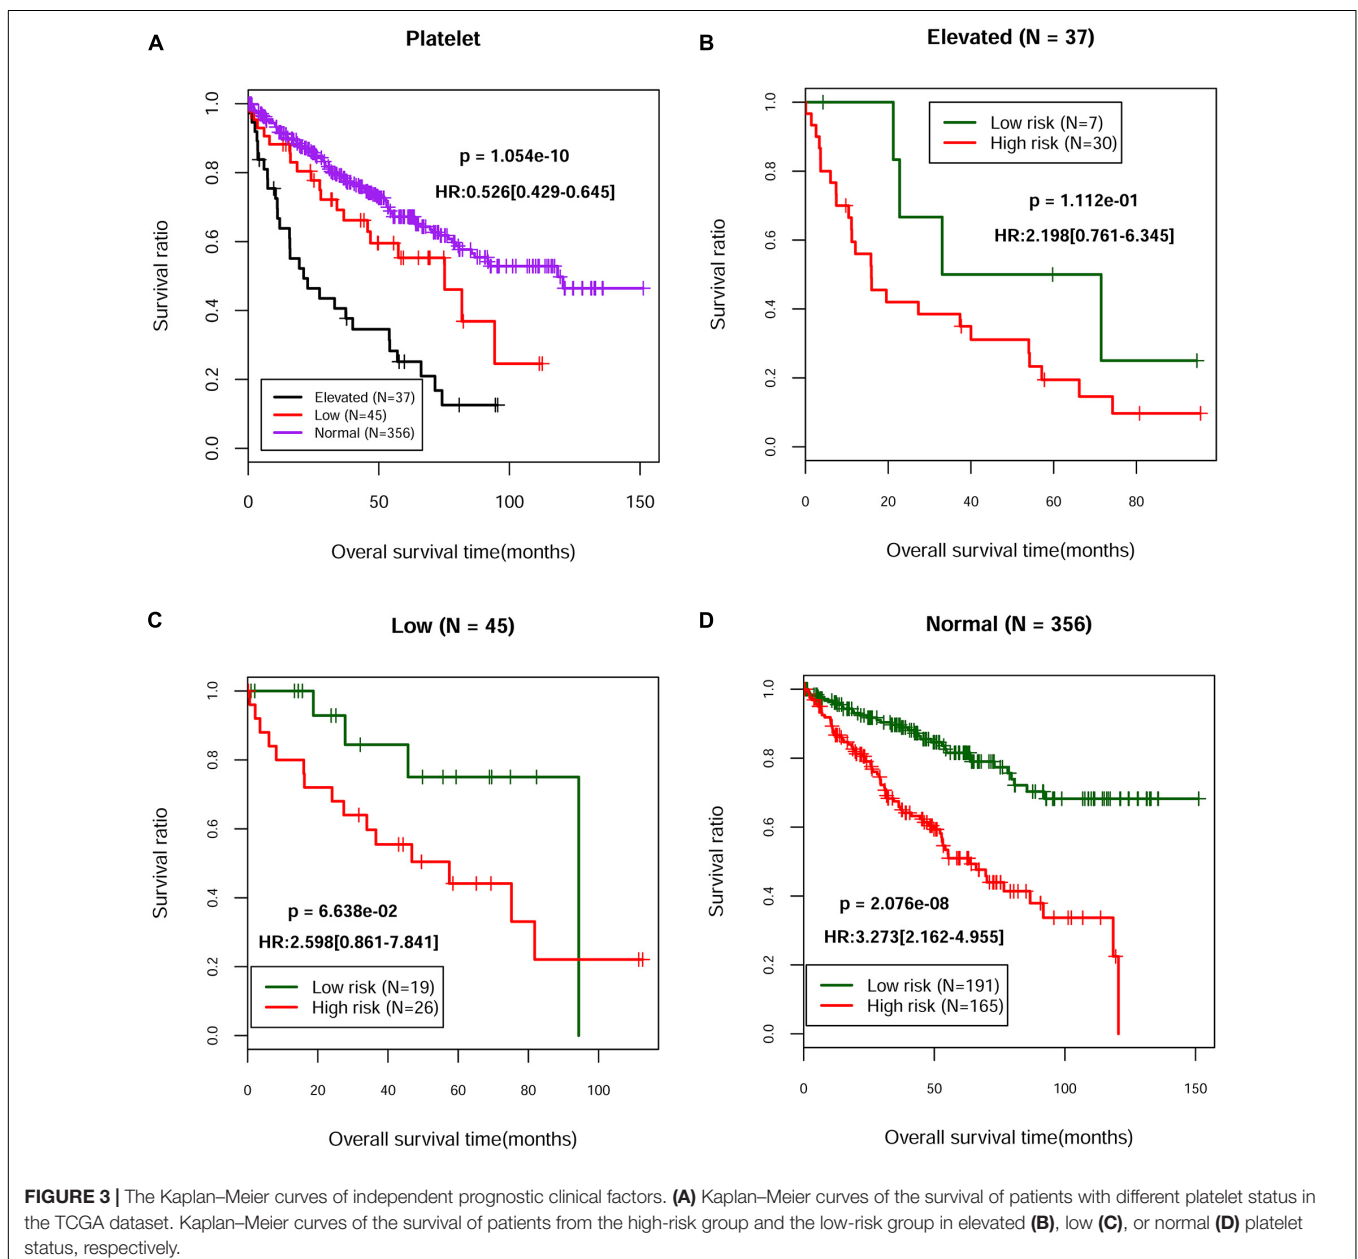 A
Platelet
Survival ratio
1.0
0.8
0.6
0.4
0.2
0.0
p = 1.054e-10
HR:0.526[0.429-0.645]
Elevated (N=37)
Low (N=45)
Normal (N=356)
0 50 100 150
Overal survival time(months)
B
Elevated (N = 37)
Survival ratio
1.0
0.8
0.6
0.4
0.2
0.0
Low risk (N=7)
High risk (N=30)
p = 1.112e-01
HR:2.198[0.761-6.345]
0 20 40 60 80
Overall survival time(months)
C
Low (N = 45)
Survival ratio
1.0
0.8
0.6
0.4
0.2
0.0
p = 6.638e-02
HR:2.598[0.861-7.841]
Low risk (N=19)
High risk (N=26)
0 20 40 60 80 100
Overall survival time(months)
D
Normal (N = 356)
Survival ratio
1.0
0.8
0.6
0.4
0.2
0.0
p = 2.076e-08
HR:3.273[2.162-4.955]
Low risk (N=191)
High risk (N=165)
0 50 100 150
Overall survival time(months)
FIGURE 3 | The Kaplan–Meier curves of independent prognostic clinical factors. (A) Kaplan–Meier curves of the survival of patients with different platelet status in
the TCGA dataset. Kaplan–Meier curves of the survival of patients from the high-risk group and the low-risk group in elevated (B), low (C), or normal (D) platelet
status, respectively.